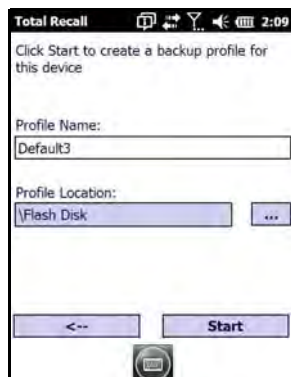 Total Recall 2:09
Click Start to create a backup profile for
this device
Profile Name:
Default3
Profile Location:
\Flash Disk ...
<-- Start